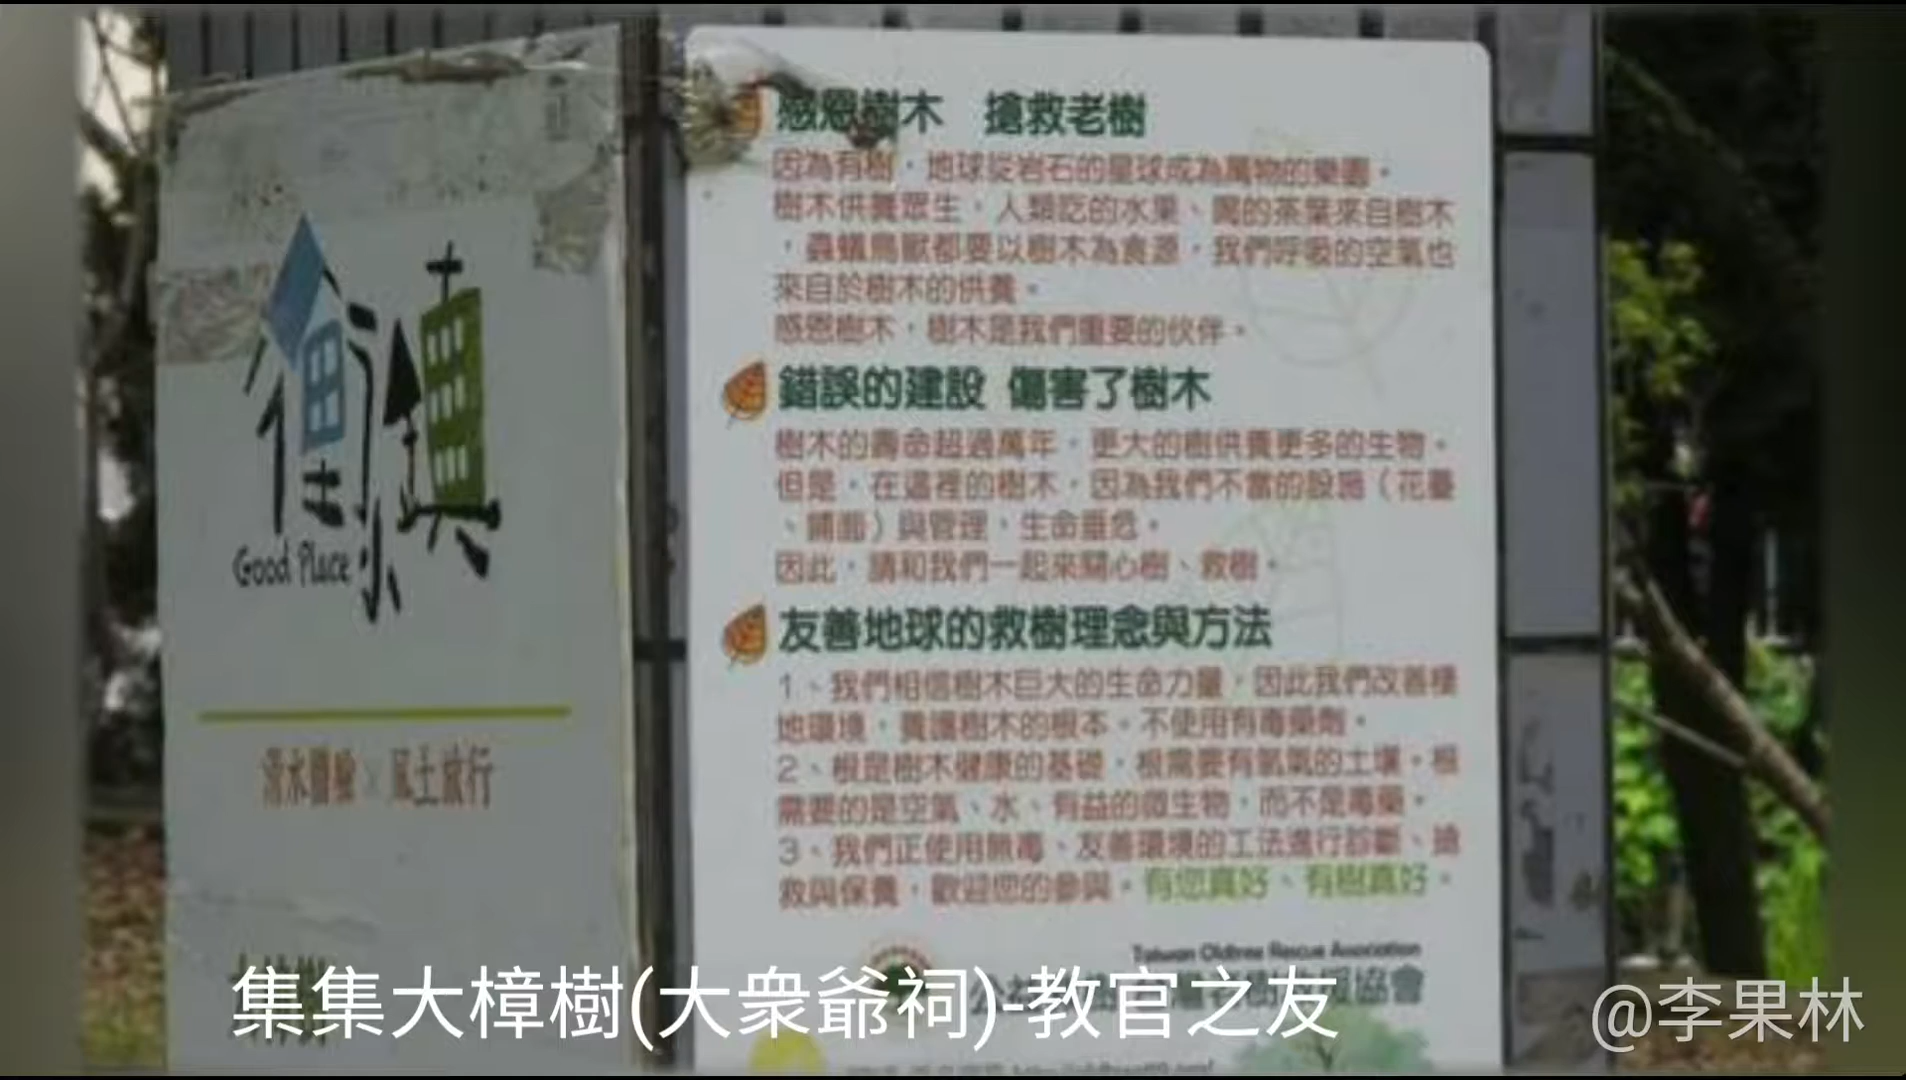 街鎮
Good Place
滑水體驗×風土旅行
感恩樹木 搶救老樹
因為有樹，地球從岩石的星球成為萬物的樂園。
樹木供養眾生，人類吃的水果、喝的茶葉來自樹木
，蟲蟻鳥獸都要以樹木為食源，我們呼吸的空氣也
來自於樹木的供養。
感恩樹木，樹木是我們重要的伙伴。
錯誤的建設 傷害了樹木
樹木的壽命超過萬年，更大的樹供養更多的生物。
但是，在這裡的樹木，因為我們不當的設施（花臺
、鋪面）與管理，生命垂危。
因此，請和我們一起來關心樹、救樹。
友善地球的救樹理念與方法
1、我們相信樹木巨大的生命力量，因此我們改善棲
地環境，養護樹木的根本。不使用有毒藥劑。
2、根是樹木健康的基礎，根需要有氧氣的土壤。根
需要的是空氣、水、有益的微生物，而不是毒藥。
3、我們正使用無毒、友善環境的工法進行診斷、搶
救與保養，歡迎您的參與。有您真好、有樹真好。
Taiwan Oldtree Rescue Association
協會
集集大樟樹(大衆爺祠)-教官之友
@李果林